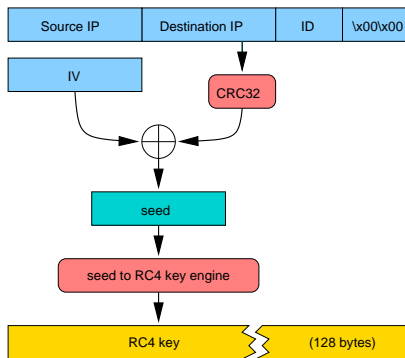 Source IP Destination IP ID \x00\x00
IV
CRC32
seed
seed to RC4 key engine
RC4 key (128 bytes)